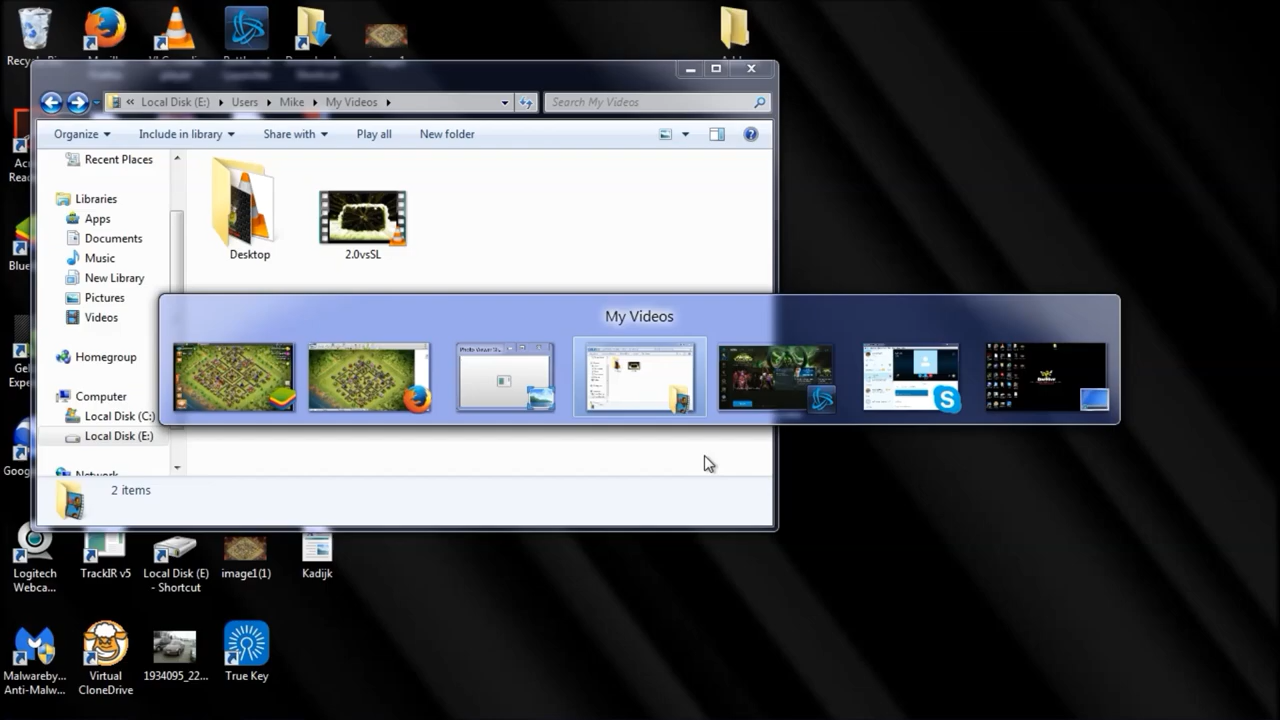 Local Disk (E:) Users Mike My Videos
Search My Videos
Organize Include in library Share with Play all New folder
Recent Places
Libraries
Apps
Documents
Music
New Library
Pictures
Videos
Homegroup
Computer
Local Disk (C:
Local Disk (E:)
Network
Desktop
2.0vsSL
My Videos
2 items
Logitech
Webca...
TrackIR v5
Local Disk (E)
- Shortcut
image1(1)
Kadijk
Malwareby...
Anti-Malw...
Virtual
CloneDrive
1934095_22...
True Key